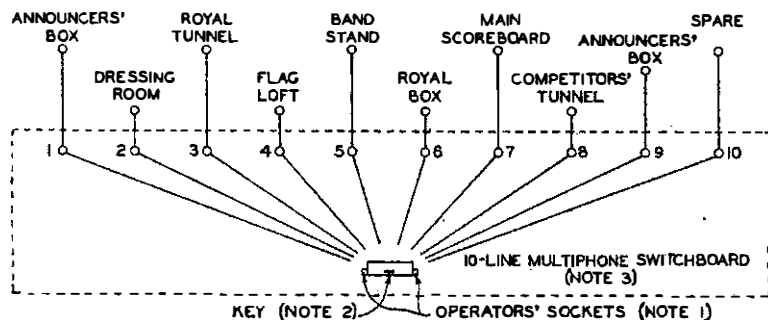 ANNOUNCERS'
BOX
DRESSING
ROOM
ROYAL
TUNNEL
FLAG
LOFT
BAND
STAND
ROYAL
BOX
MAIN
SCOREBOARD
COMPETITORS'
TUNNEL
ANNOUNCERS'
BOX
SPARE
1 2 3 4 5 6 7 8 9 10
10-LINE MULTIPHONE SWITCHBOARD
(NOTE 3)
KEY (NOTE 2)
OPERATORS' SOCKETS (NOTE 1)